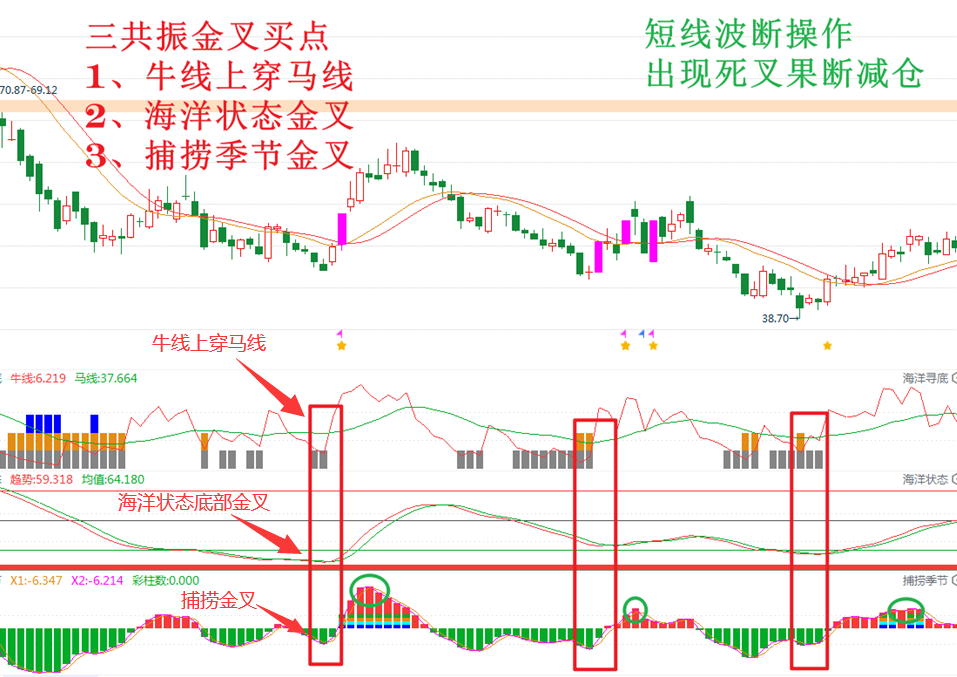 三共振金叉买点
1、牛线上穿马线
2、海洋状态金叉
3、捕捞季节金叉
短线波断操作
出现死叉果断减仓
70.87-69.12
38.70→
牛线上穿马线
牛线:6.219 马线:37.664
海洋寻底
趋势:59.318 均值:64.180
海洋状态
海洋状态底部金叉
X1:-6.347 X2:-6.214 彩柱数:0.000
捕捞季节
捕捞金叉